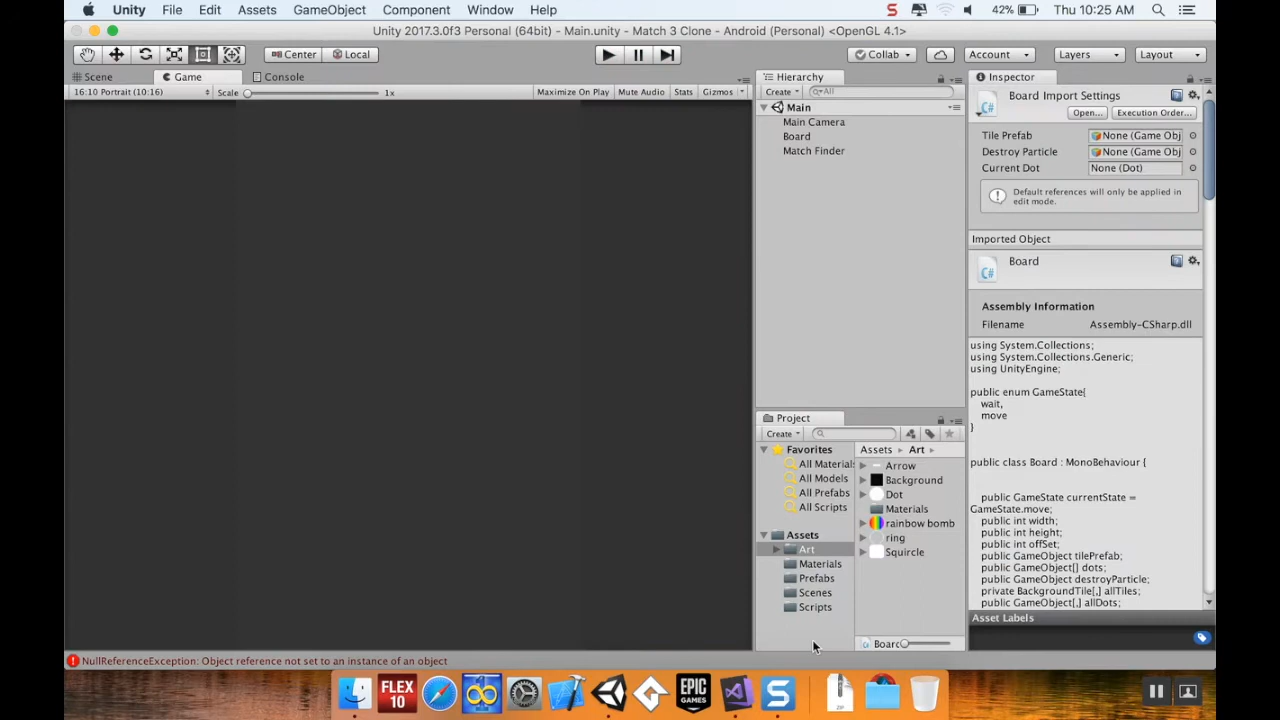 Unity File Edit Assets GameObject Component Window Help
S 42% Thu 10:25 AM
Unity 2017.3.0f3 Personal (64bit) - Main.unity - Match 3 Clone - Android (Personal) <OpenGL 4.1>
Center Local
Collab Account Layers Layout
Scene Game Console
16:10 Portrait (10:16) Scale 1x Maximize On Play Mute Audio Stats Gizmos
Hierarchy
Create All
Main
Main Camera
Board
Match Finder
Project
Create
Favorites
All Materials
All Models
All Prefabs
All Scripts
Assets
Art
Materials
Prefabs
Scenes
Scripts
Assets Art
Arrow
Background
Dot
Materials
rainbow bomb
ring
Squircle
Board
Inspector
C#
Board Import Settings
Open... Execution Order...
Tile Prefab None (Game Obj
Destroy Particle None (Game Obj
Current Dot None (Dot)
Default references will only be applied in
edit mode.
Imported Object
C#
Board
Assembly Information
Filename Assembly-CSharp.dll
using System.Collections;
using System.Collections.Generic;
using UnityEngine;
public enum GameState{
wait,
move
}
public class Board : MonoBehaviour {
public GameState currentState =
GameState.move;
public int width;
public int height;
public int offSet;
public GameObject tilePrefab;
public GameObject[] dots;
public GameObject destroyParticle;
private BackgroundTile[,] allTiles;
public GameObject[,] allDots;
Asset Labels
NullReferenceException: Object reference not set to an instance of an object
FLEX
10
EPIC
GAMES
S
ZIP